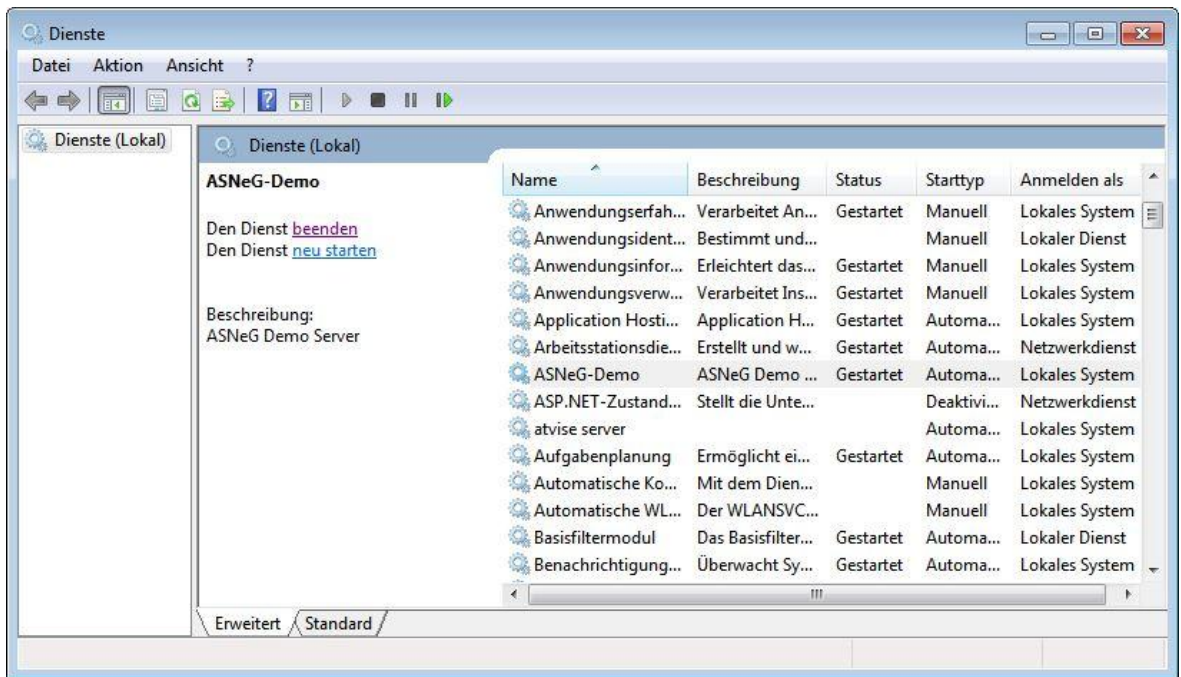 Dienste
Datei Aktion Ansicht ?
Dienste (Lokal)
Dienste (Lokal)
ASNeG-Demo
Den Dienst beenden
Den Dienst neu starten
Beschreibung:
ASNeG Demo Server
Name Beschreibung Status Starttyp Anmelden als
Anwendungserfah... Verarbeitet An... Gestartet Manuell Lokales System
Anwendungsident... Bestimmt und... Manuell Lokaler Dienst
Anwendungsinfor... Erleichtert das... Gestartet Manuell Lokales System
Anwendungsverw... Verarbeitet Ins... Gestartet Manuell Lokales System
Application Hosti... Application H... Gestartet Automa... Lokales System
Arbeitsstationsdie... Erstellt und w... Gestartet Automa... Netzwerkdienst
ASNeG-Demo ASNeG Demo ... Gestartet Automa... Lokales System
ASP.NET-Zustand... Stellt die Unte... Deaktivi... Netzwerkdienst
atvise server Automa... Lokales System
Aufgabenplanung Ermöglicht ei... Gestartet Automa... Lokales System
Automatische Ko... Mit dem Dien... Manuell Lokales System
Automatische WL... Der WLANSVC... Manuell Lokales System
Basisfiltermodul Das Basisfilter... Gestartet Automa... Lokaler Dienst
Benachrichtigung... Überwacht Sy... Gestartet Automa... Lokales System
Erweitert Standard